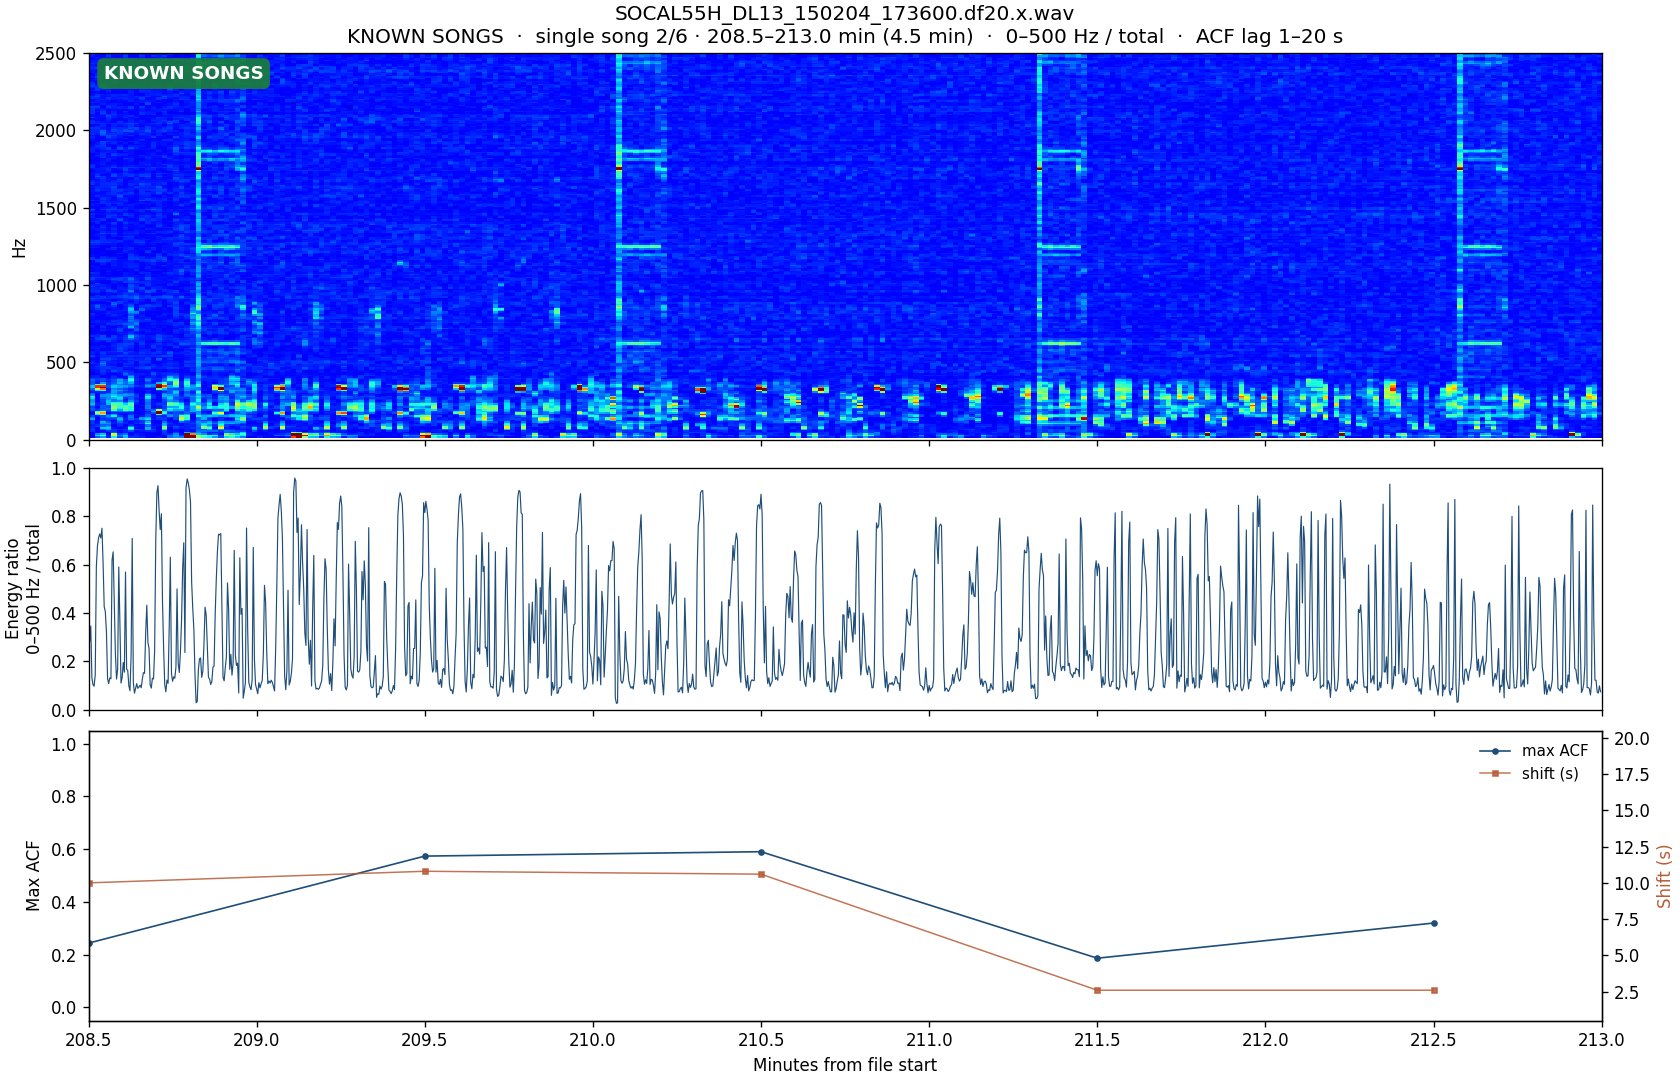 SOCAL55H_DL13_150204_173600.df20.x.wav
KNOWN SONGS · single song 2/6 · 208.5–213.0 min (4.5 min) · 0–500 Hz / total · ACF lag 1–20 s
KNOWN SONGS
2500
2000
1500
1000
500
0
Hz
1.0
0.8
0.6
0.4
0.2
0.0
Energy ratio
0–500 Hz / total
1.0
0.8
0.6
0.4
0.2
0.0
Max ACF
max ACF
shift (s)
20.0
17.5
15.0
12.5
10.0
7.5
5.0
2.5
Shift (s)
208.5 209.0 209.5 210.0 210.5 211.0 211.5 212.0 212.5 213.0
Minutes from file start